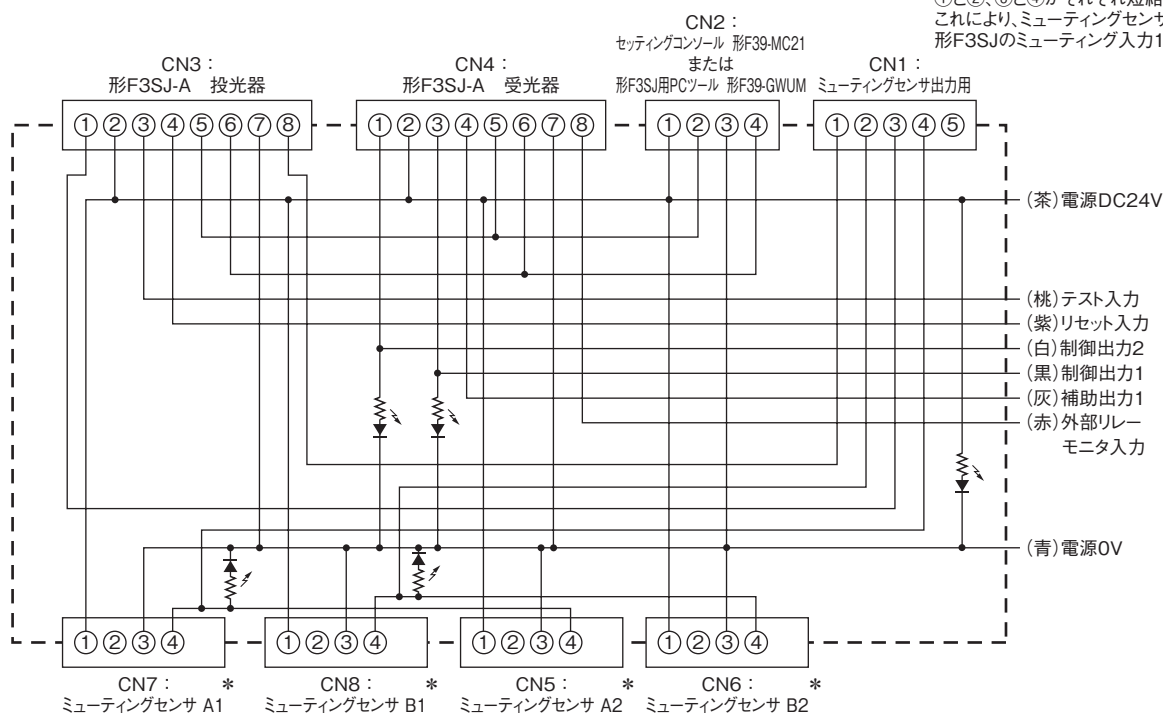 ①と②、③と④がそれぞれ短絡
これにより、ミューティングセンサ
形F3SJのミューティング入力1
CN2：
セッティングコンソール 形F39-MC21
または
形F3SJ用PCツール 形F39-GWUM
CN3：
形F3SJ-A 投光器
CN4：
形F3SJ-A 受光器
CN1：
ミューティングセンサ出力用
①②③④⑤⑥⑦⑧
①②③④⑤⑥⑦⑧
①②③④
①②③④⑤
(茶)電源DC24V
(桃)テスト入力
(紫)リセット入力
(白)制御出力2
(黒)制御出力1
(灰)補助出力1
(赤)外部リレー
モニタ入力
(青)電源0V
①②③④
①②③④
①②③④
①②③④
CN7： *
ミューティングセンサ A1
CN8： *
ミューティングセンサ B1
CN5： *
ミューティングセンサ A2
CN6： *
ミューティングセンサ B2